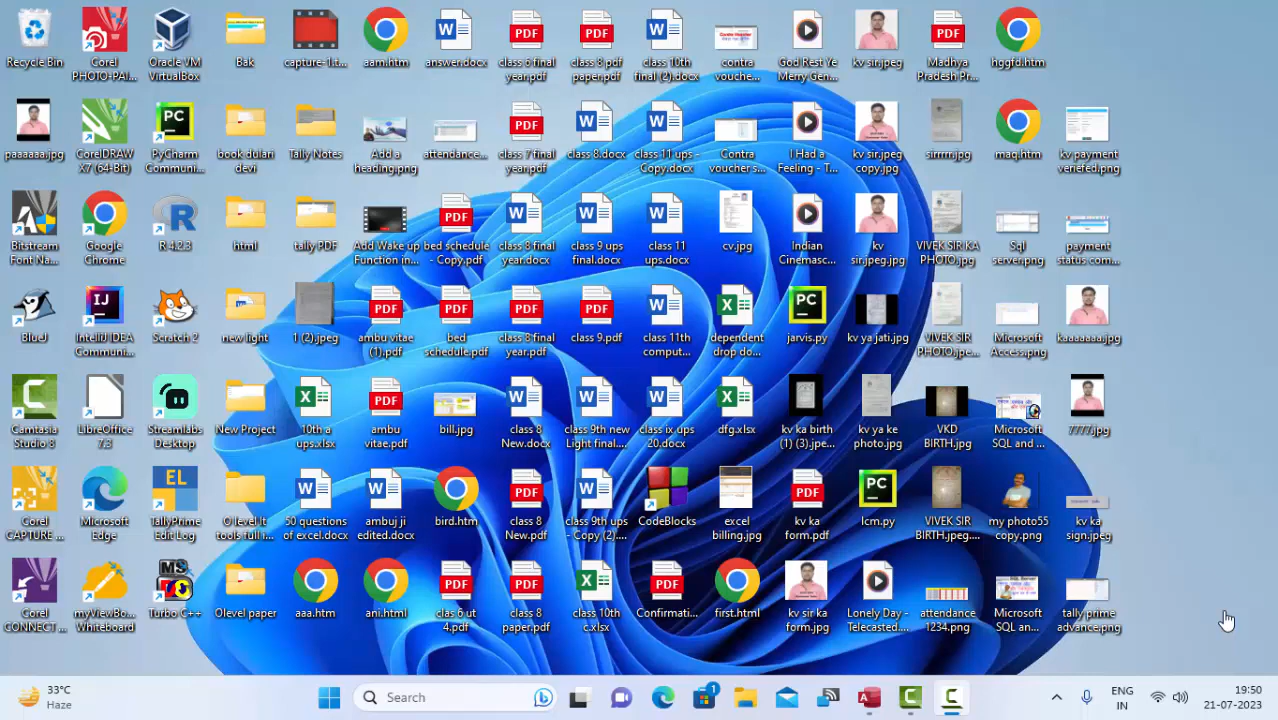 Recycle Bin
Corel
PHOTO-PAI...
Oracle VM
VirtualBox
Bak
capture-1.t...
aam.htm
answer.docx
class 6 final
year.pdf
class 8 pdf
paper.pdf
class 10th
final (2).docx
contra
vouche...
God Rest Ye
Merry Gen...
kv sir.jpeg
Madhya
Pradesh Pr...
hggfd.htm
paaaaaa.jpg
CorelDRAW
X7 (64-Bit)
PyCharm
Communi...
book dulari
devi
Tally Notes
Add a
heading.png
attendance...
class 7 final
year.pdf
class 8.docx
class 11 ups -
Copy.docx
Contra
voucher s...
I Had a
Feeling - T...
kv sir.jpeg
copy.jpg
sirrrrr.jpg
maq.htm
kv payment
veriefed.png
Bitstream
Font Na...
Google
Chrome
R 4.2.3
html
tally PDF
Add Wake up
Function in...
bed schedule
- Copy.pdf
class 8 final
year.docx
class 9 ups
final.docx
class 11
ups.docx
cv.jpg
Indian
Cinemasc...
kv
sir.jpeg.jpg
VIVEK SIR KA
PHOTO.jpg
Sql
server.png
payment
status com...
BlueJ
IntelliJ IDEA
Communi...
Scratch 2
new light
1 (2).jpeg
ambu vitae
(1).pdf
bed
schedule.pdf
class 8 final
year.pdf
class 9.pdf
class 11th
comput...
dependent
drop do...
jarvis.py
kv ya jati.jpg
VIVEK SIR
PHOTO.jpe...
Microsoft
Access.png
kaaaaaaa.jpg
Camtasia
Studio 8
LibreOffice
7.3
Streamlabs
Desktop
New Project
10th a
ups.xlsx
ambu
vitae.pdf
bill.jpg
class 8
New.docx
class 9th new
Light final....
class ix ups
20.docx
dfg.xlsx
kv ka birth
(1) (3).jpe...
kv ya ke
photo.jpg
VKD
BIRTH.jpg
Microsoft
SQL and ...
7777.jpg
Corel
CAPTURE ...
Microsoft
Edge
TallyPrime
Edit Log
O level It
tools full i...
50 questions
of excel.docx
ambuj ji
edited.docx
bird.htm
class 8
New.pdf
class 9th ups
- Copy (2)....
CodeBlocks
excel
billing.jpg
kv ka
form.pdf
lcm.py
VIVEK SIR
BIRTH.jpeg....
my photo55
copy.png
kv ka
sign.jpeg
Corel
CONNECT ...
myViewBo...
Whiteboard
Turbo C++
Olevel paper
aaa.htm
ani.html
clas 6 ut
4.pdf
class 8
paper.pdf
class 10th
c.xlsx
Confirmati...
first.html
kv sir ka
form.jpg
Lonely Day -
Telecasted....
attendance
1234.png
Microsoft
SQL an...
tally prime
advance.png
33°C
Haze
Search
1
ENG
IN
19:50
21-07-2023